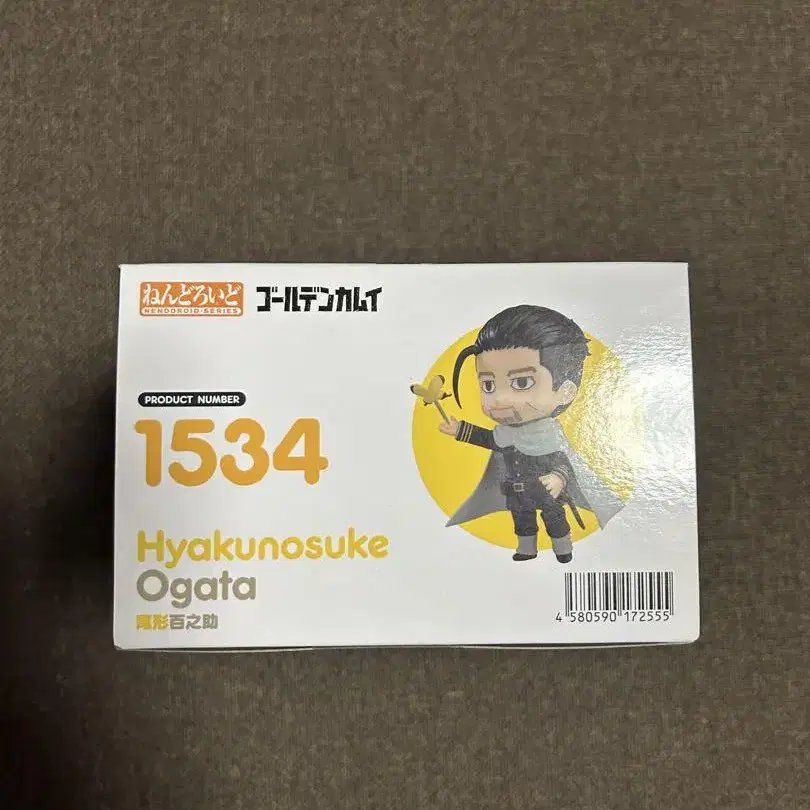 ねんどろいど
NENDOROID・SERIES
ゴールデンカムイ
PRODUCT NUMBER
1534
Hyakunosuke
Ogata
尾形百之助
4 580590 172555